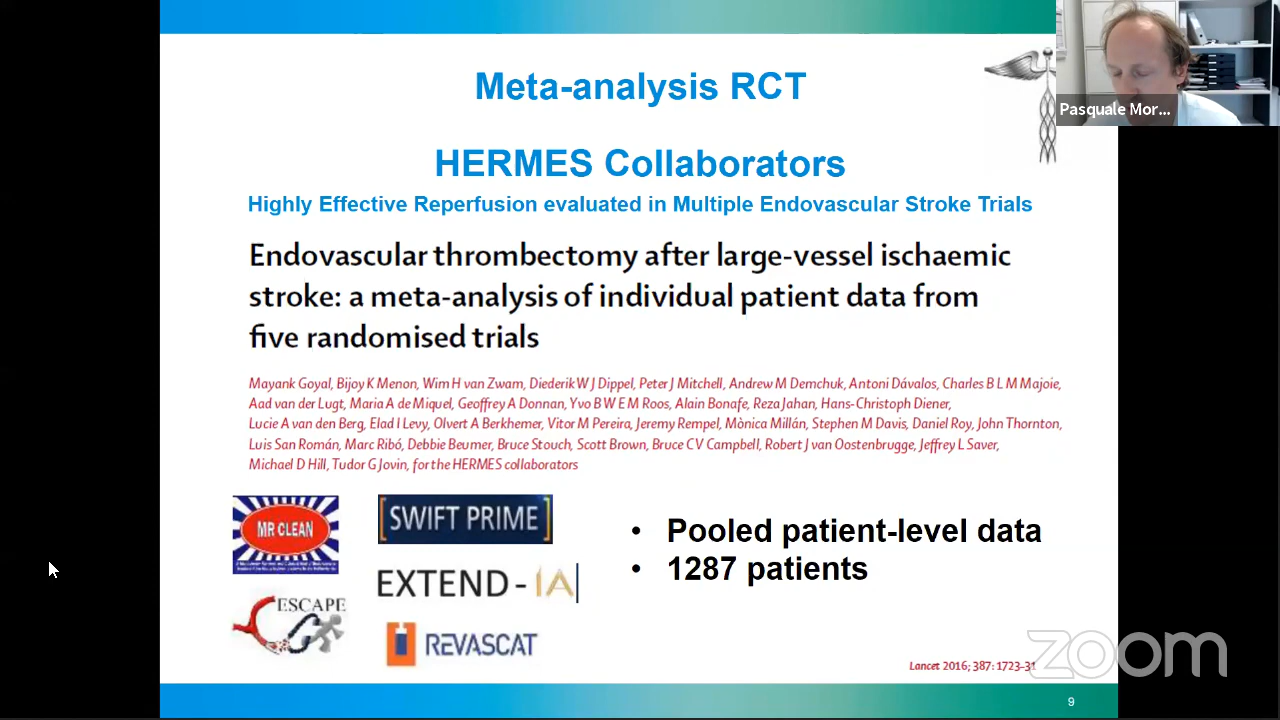 Meta-analysis RCT
Pasquale Mor...
HERMES Collaborators
Highly Effective Reperfusion evaluated in Multiple Endovascular Stroke Trials
Endovascular thrombectomy after large-vessel ischaemic
stroke: a meta-analysis of individual patient data from
five randomised trials
Mayank Goyal, Bijoy K Menon, Wim H van Zwam, Diederik W J Dippel, Peter J Mitchell, Andrew M Demchuk, Antoni Dávalos, Charles B L M Majoie,
Aad van der Lugt, Maria A de Miquel, Geoffrey A Donnan, Yvo B W E M Roos, Alain Bonafe, Reza Jahan, Hans-Christoph Diener,
Lucie A van den Berg, Elad I Levy, Olvert A Berkhemer, Vitor M Pereira, Jeremy Rempel, Mònica Millán, Stephen M Davis, Daniel Roy, John Thornton,
Luis San Román, Marc Ribó, Debbie Beumer, Bruce Stouch, Scott Brown, Bruce CV Campbell, Robert J van Oostenbrugge, Jeffrey L Saver,
Michael D Hill, Tudor G Jovin, for the HERMES collaborators
MR CLEAN
SWIFT PRIME
EXTEND-IA
ESCAPE
REVASCAT
• Pooled patient-level data
• 1287 patients
Lancet 2016; 387: 1723-31
zoom
9